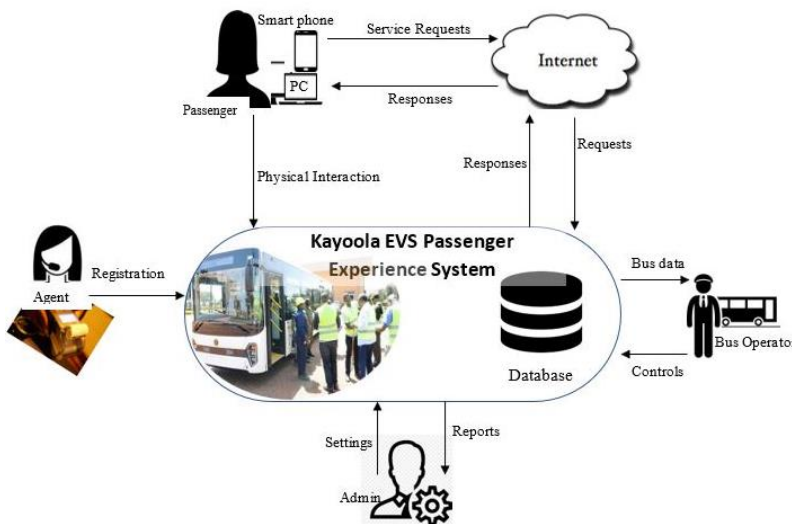 Smart phone
Service Requests
Internet
PC
Responses
Passenger
Responses
Requests
Physical Interaction
Kayoola EVS Passenger
Experience System
Registration
Agent
Bus data
Bus Operator
Database
Controls
Settings
Reports
Admin